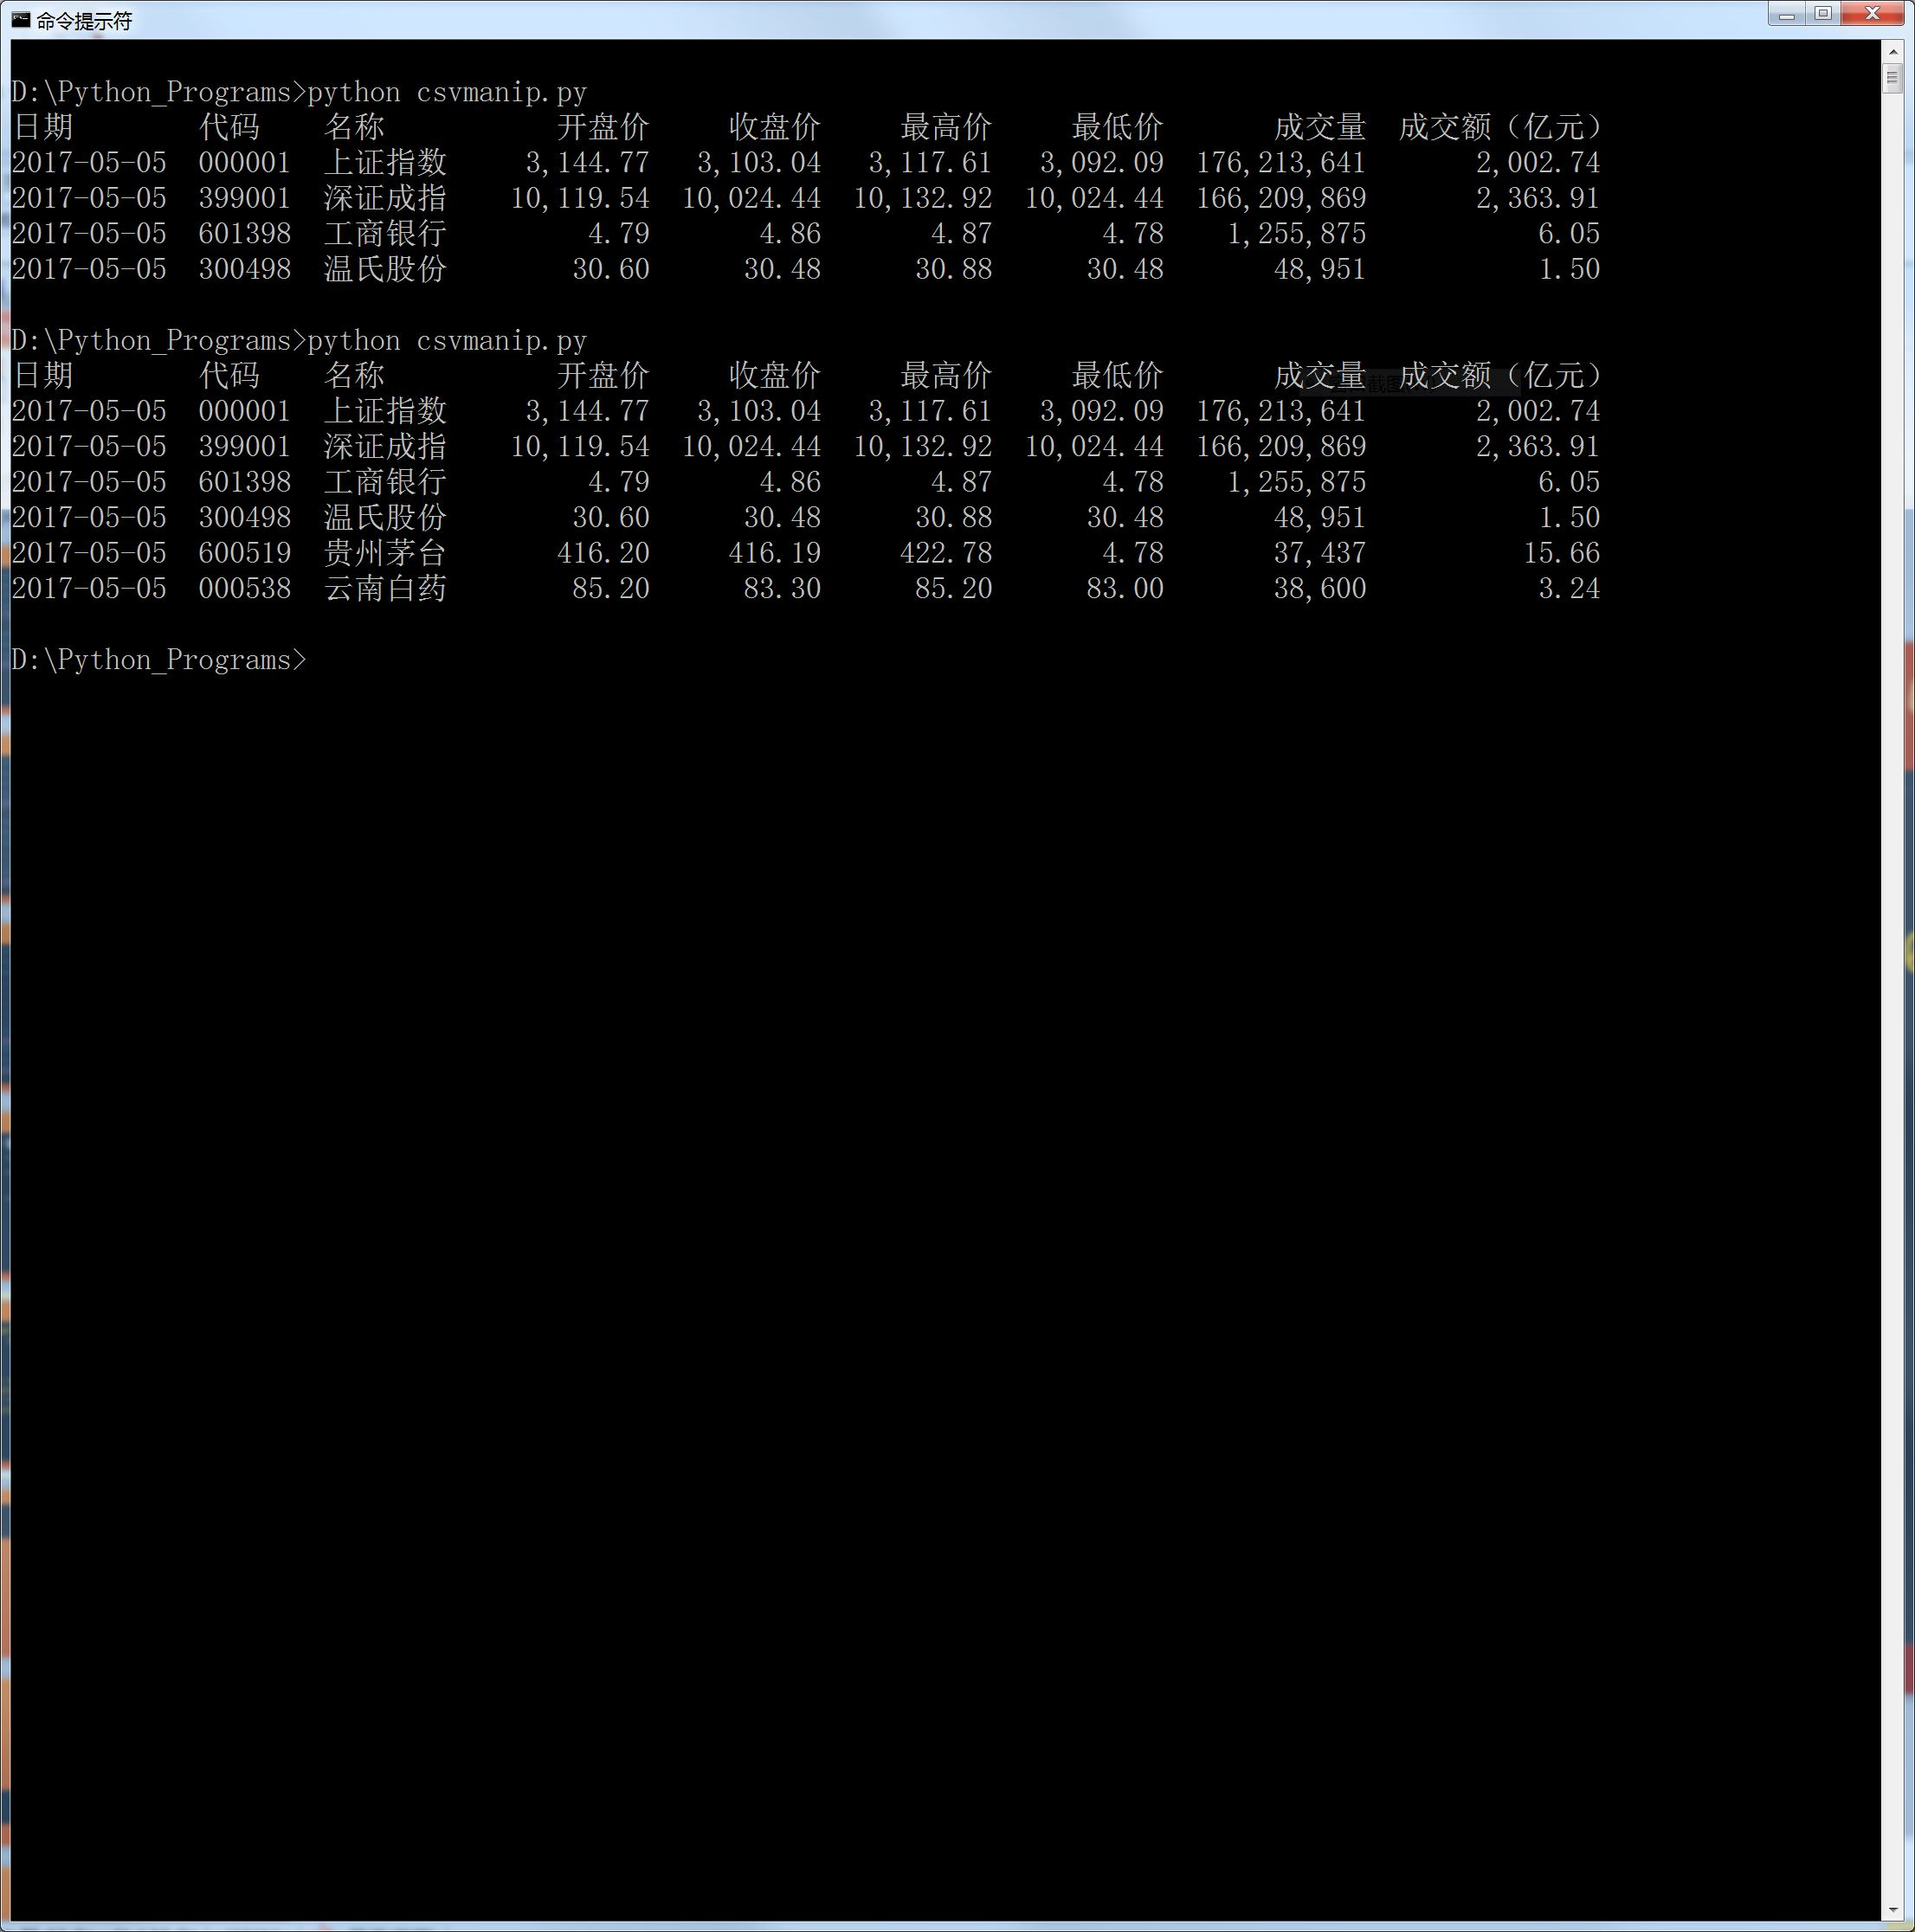 命令提示符
D:\Python_Programs>python csvmanip.py
日期 代码 名称 开盘价 收盘价 最高价 最低价 成交量 成交额（亿元）
2017-05-05 000001 上证指数 3,144.77 3,103.04 3,117.61 3,092.09 176,213,641 2,002.74
2017-05-05 399001 深证成指 10,119.54 10,024.44 10,132.92 10,024.44 166,209,869 2,363.91
2017-05-05 601398 工商银行 4.79 4.86 4.87 4.78 1,255,875 6.05
2017-05-05 300498 温氏股份 30.60 30.48 30.88 30.48 48,951 1.50
D:\Python_Programs>python csvmanip.py
日期 代码 名称 开盘价 收盘价 最高价 最低价 成交量 成交额（亿元）
2017-05-05 000001 上证指数 3,144.77 3,103.04 3,117.61 3,092.09 176,213,641 2,002.74
2017-05-05 399001 深证成指 10,119.54 10,024.44 10,132.92 10,024.44 166,209,869 2,363.91
2017-05-05 601398 工商银行 4.79 4.86 4.87 4.78 1,255,875 6.05
2017-05-05 300498 温氏股份 30.60 30.48 30.88 30.48 48,951 1.50
2017-05-05 600519 贵州茅台 416.20 416.19 422.78 4.78 37,437 15.66
2017-05-05 000538 云南白药 85.20 83.30 85.20 83.00 38,600 3.24
D:\Python_Programs>